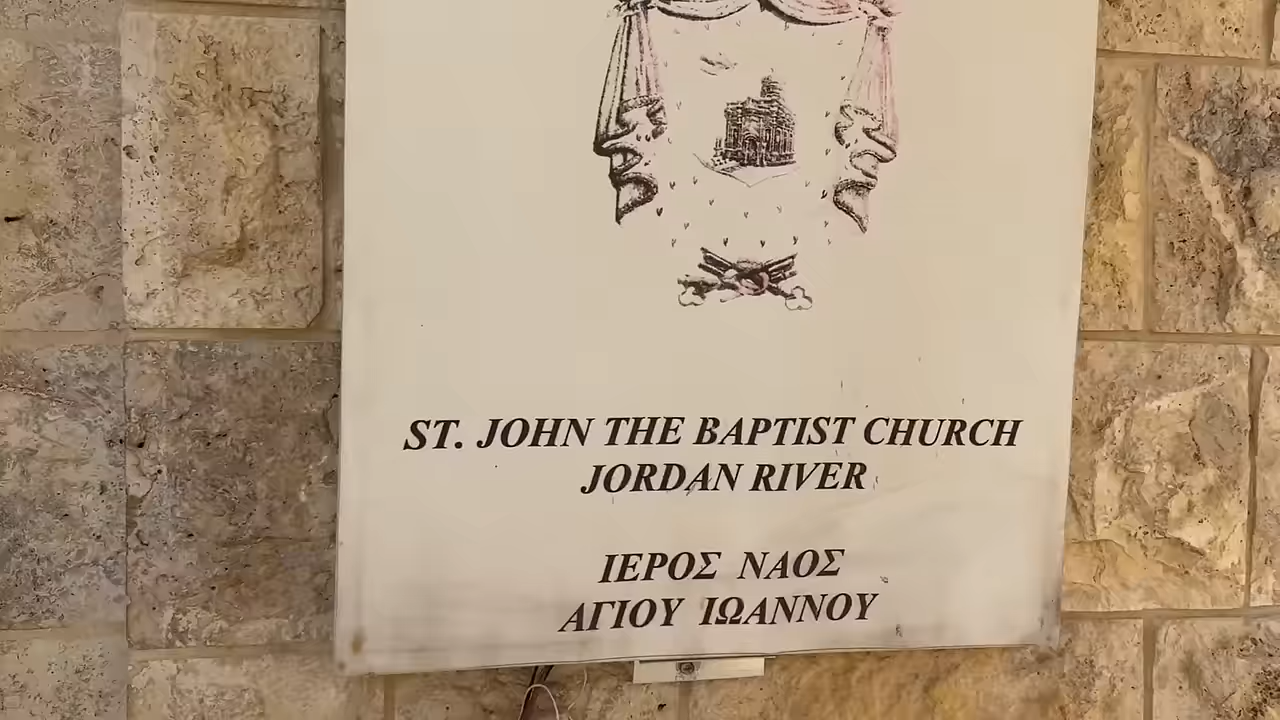 ST. JOHN THE BAPTIST CHURCH
JORDAN RIVER
ΙΕΡΟΣ ΝΑΟΣ
ΑΓΙΟΥ ΙΩΑΝΝΟΥ